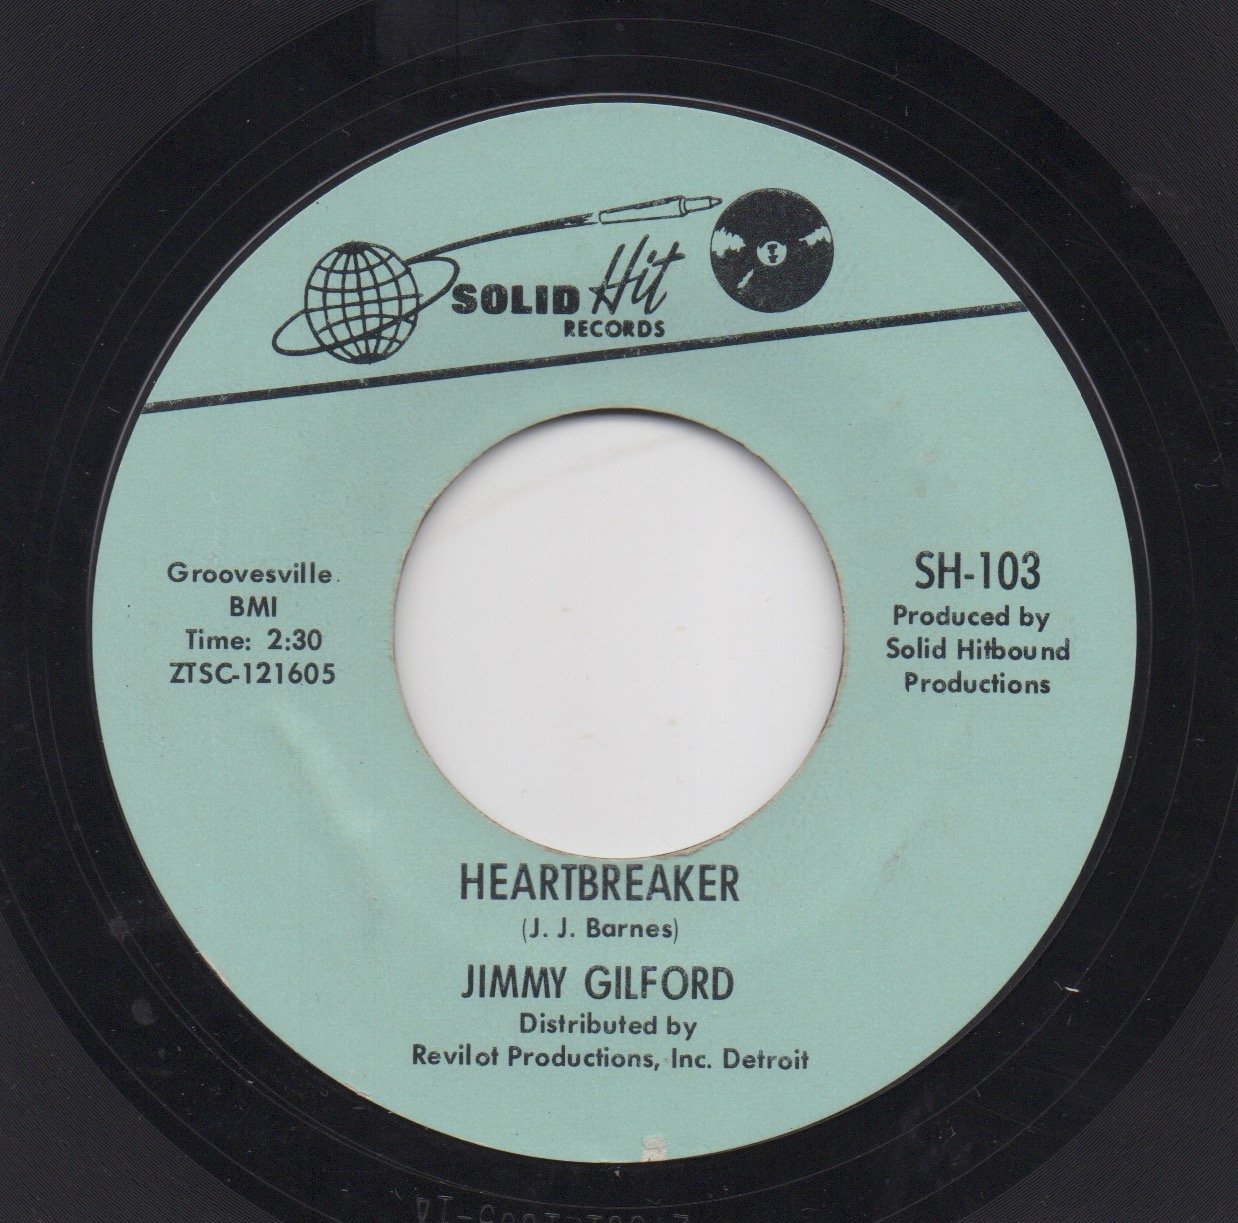 SOLID Hit
RECORDS
Groovesville
BMI
Time: 2:30
ZTSC-121605
SH-103
Produced by
Solid Hitbound
Productions
HEARTBREAKER
(J. J. Barnes)
JIMMY GILFORD
Distributed by
Revilot Productions, Inc. Detroit